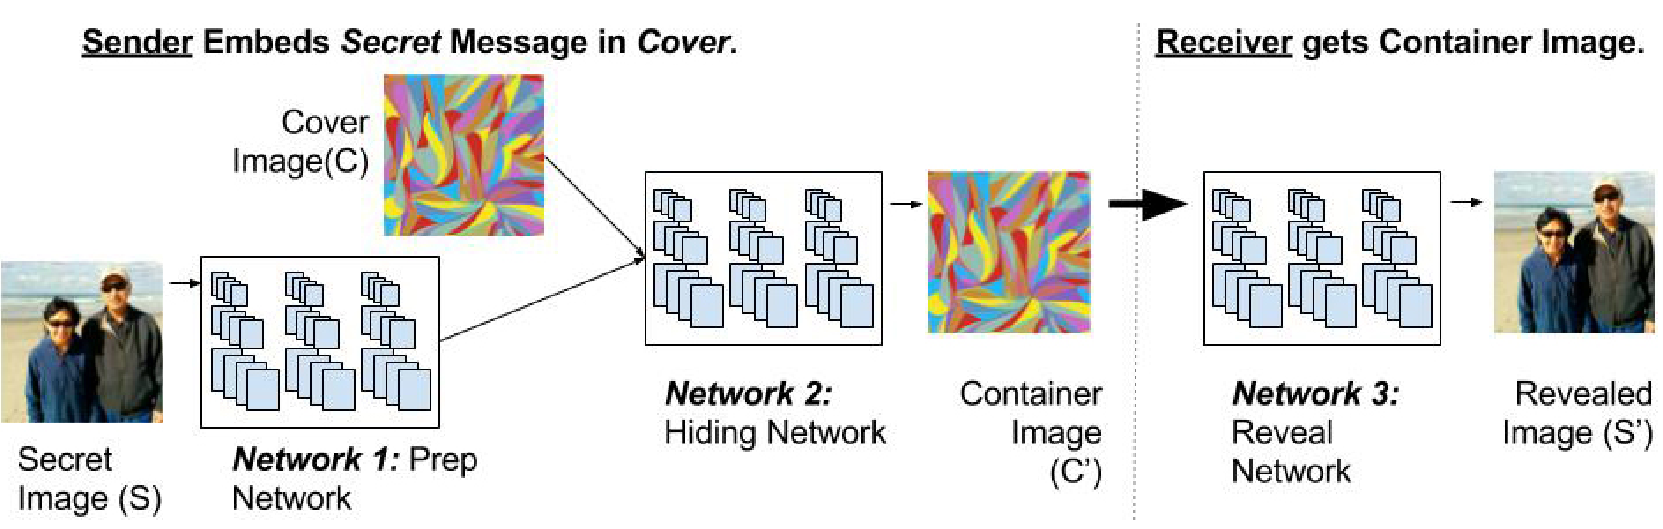 Sender Embeds Secret Message in Cover.
Receiver gets Container Image.
Cover
Image(C)
Secret
Image (S)
Network 1: Prep
Network
Network 2:
Hiding Network
Container
Image
(C’)
Network 3:
Reveal
Network
Revealed
Image (S’)